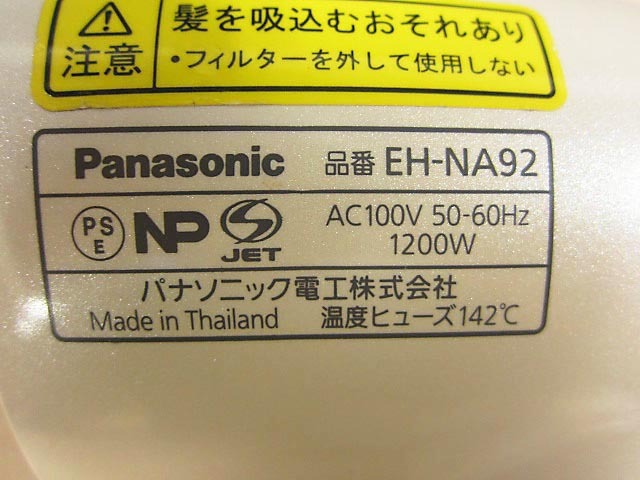 髪を吸込むおそれあり
注意
・フィルターを外して使用しない
Panasonic 品番 EH-NA92
PS E NP S JET AC100V 50-60Hz
1200W
パナソニック電工株式会社
Made in Thailand 温度ヒューズ142℃